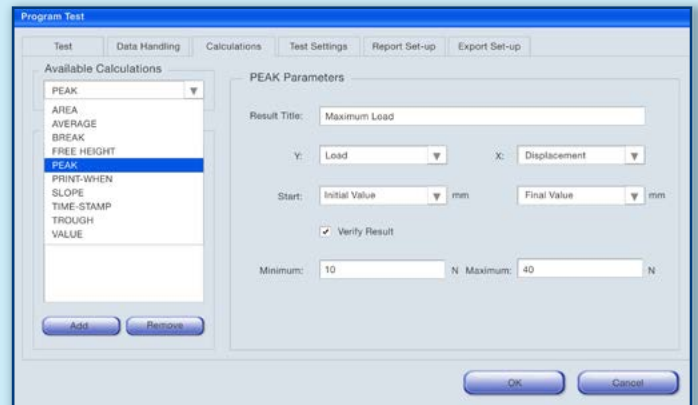 Program Test
Test Data Handling Calculations Test Settings Report Set-up Export Set-up
Available Calculations
PEAK
AREA
AVERAGE
BREAK
FREE HEIGHT
PEAK
PRINT-WHEN
SLOPE
TIME-STAMP
TROUGH
VALUE
Add Remove
PEAK Parameters
Result Title: Maximum Load
Y: Load X: Displacement
Start: Initial Value mm Final Value mm
Verify Result
Minimum: 10 N Maximum: 40 N
OK Cancel